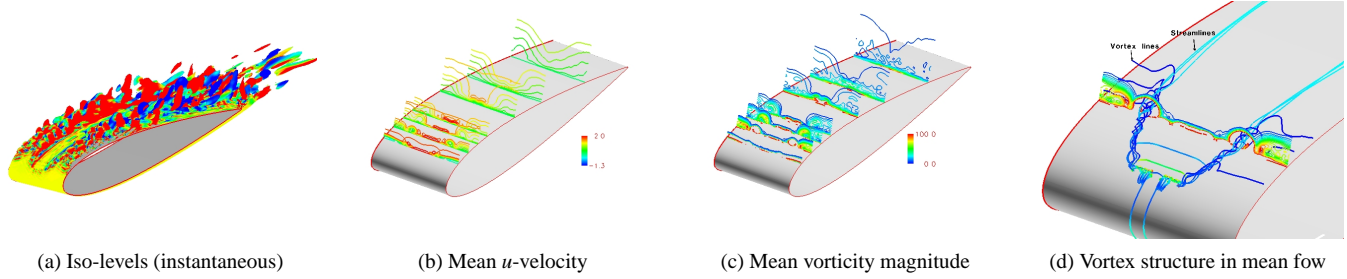 Streamlines
Vortex lines
2.0
-1.3
100.0
0.0
(a) Iso-levels (instantaneous)
(b) Mean u-velocity
(c) Mean vorticity magnitude
(d) Vortex structure in mean fow